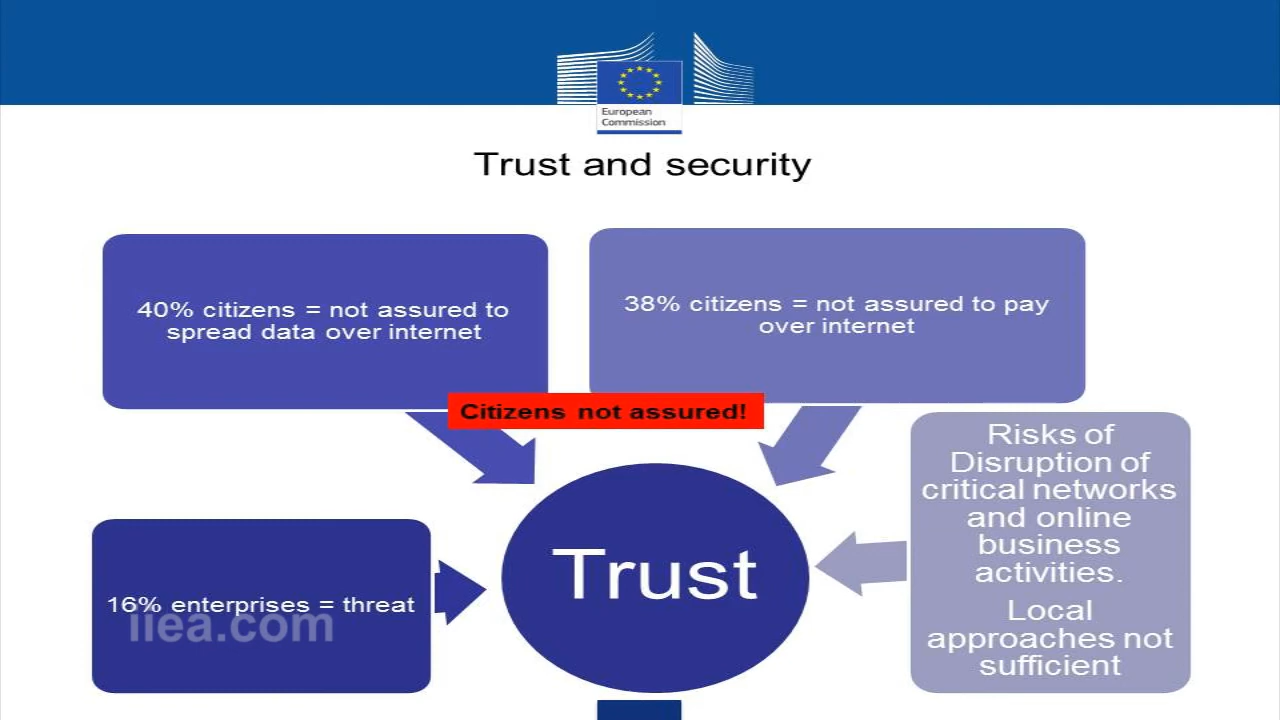 European
Commission
Trust and security
40% citizens = not assured to
spread data over internet
38% citizens = not assured to pay
over internet
Citizens not assured!
Risks of
Disruption of
critical networks
and online
business
activities.
Local
approaches not
sufficient
Trust
16% enterprises = threat
iiea.com